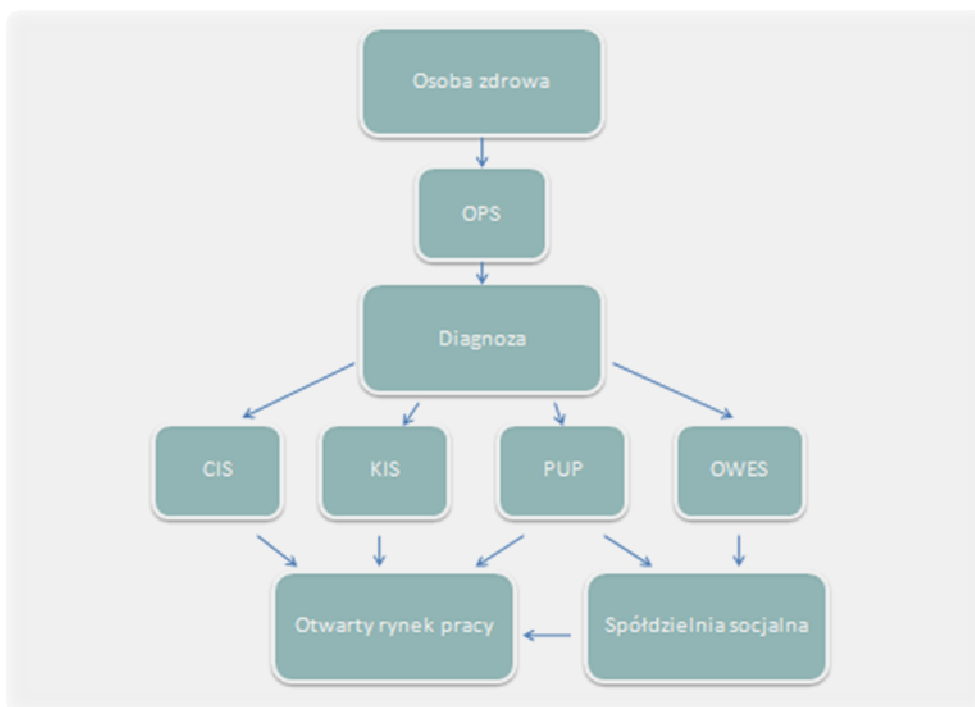 Osoba zdrowa
OPS
Diagnoza
CIS
KIS
PUP
OWES
Otwarty rynek pracy
Spółdzielnia socjalna